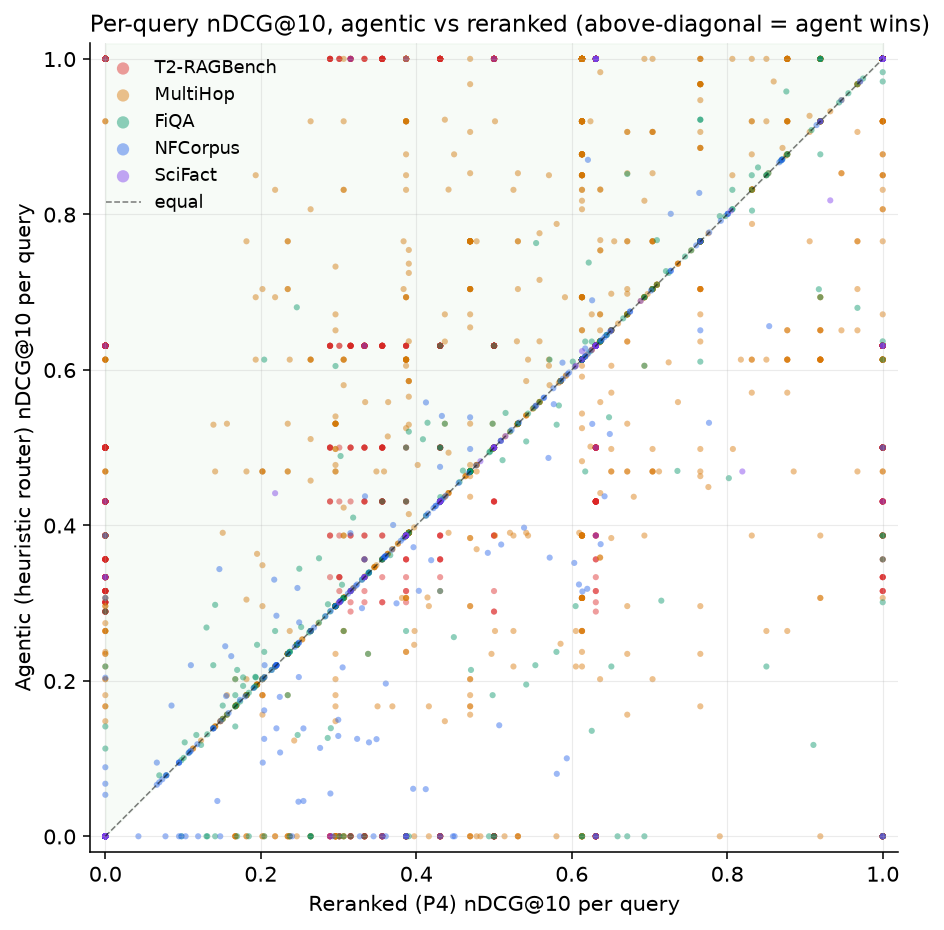 Per-query nDCG@10, agentic vs reranked (above-diagonal = agent wins)
T2-RAGBench
MultiHop
FiQA
NFCorpus
SciFact
equal
Agentic (heuristic router) nDCG@10 per query
1.0
0.8
0.6
0.4
0.2
0.0
0.0 0.2 0.4 0.6 0.8 1.0
Reranked (P4) nDCG@10 per query